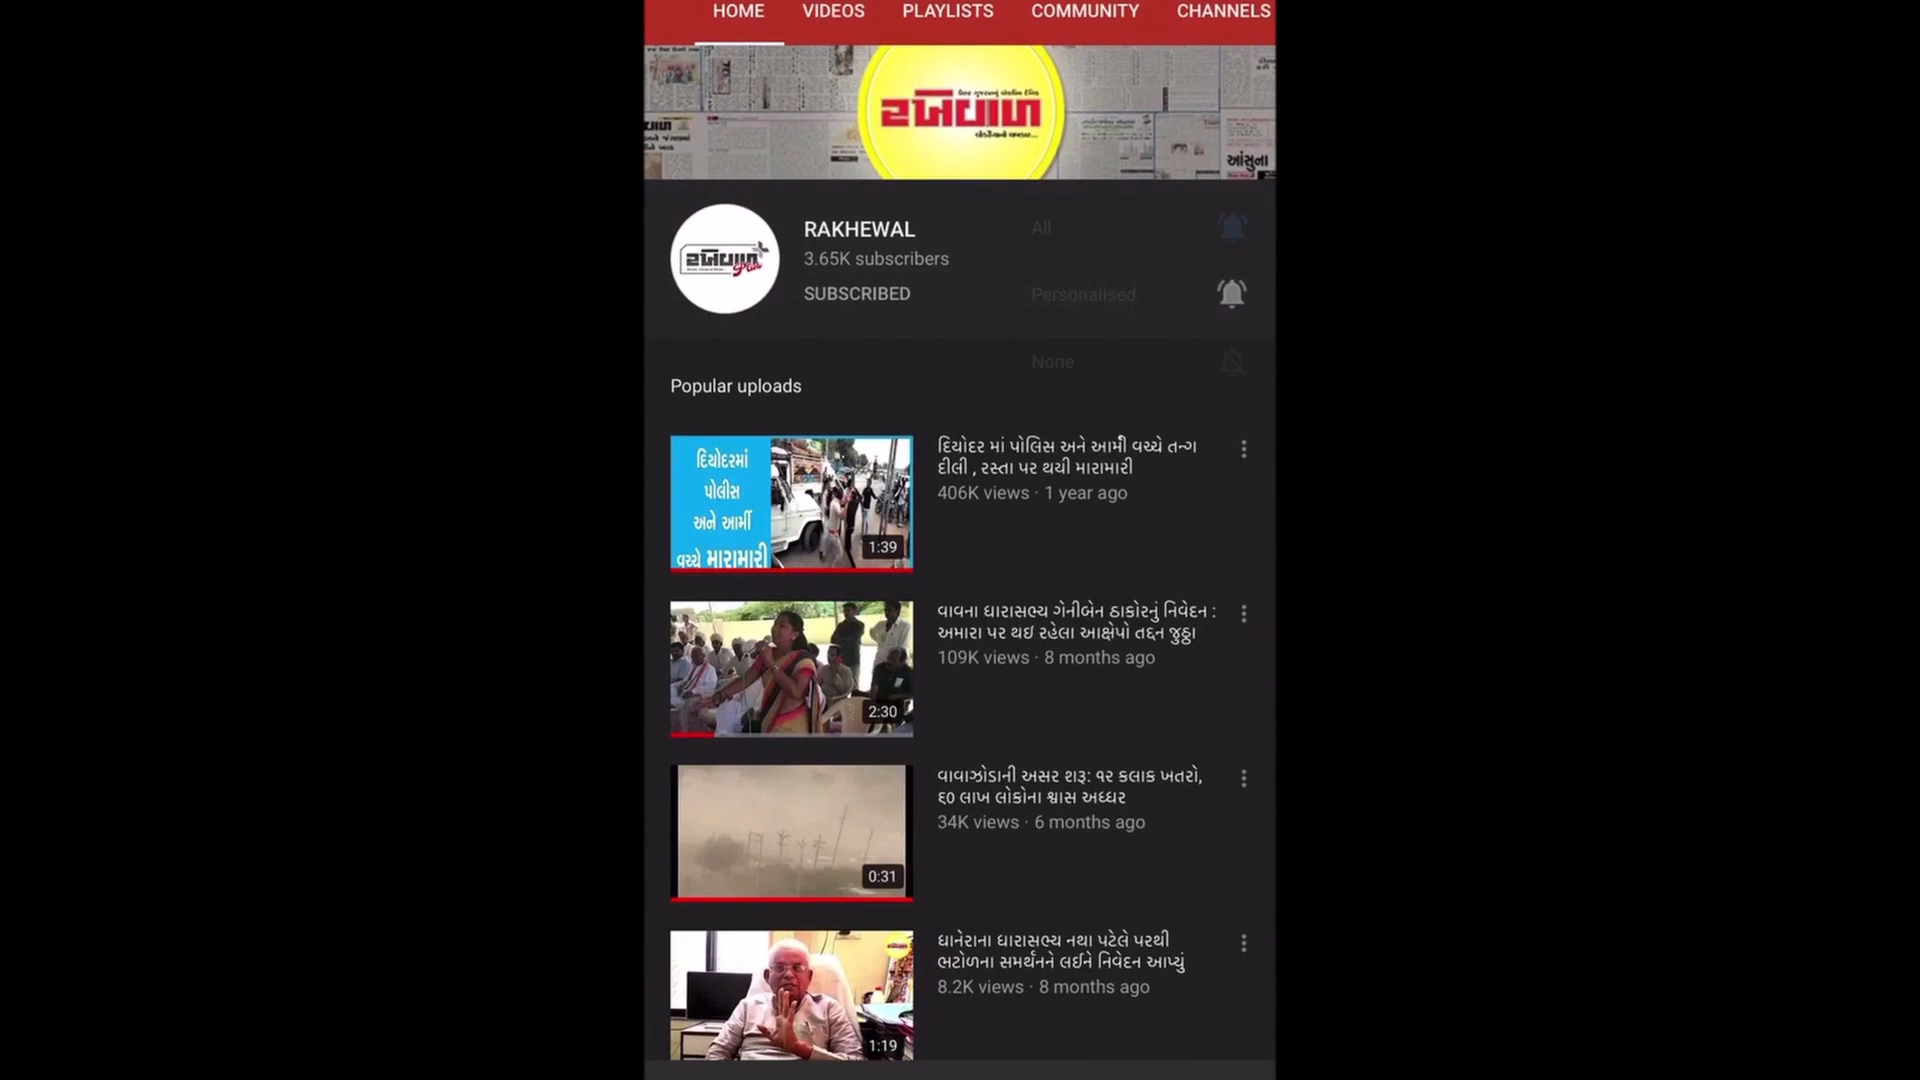 HOME VIDEOS PLAYLISTS COMMUNITY CHANNELS
રખેવાળ
આંસુના
રખેવાળ
Plus
RAKHEWAL
3.65K subscribers
SUBSCRIBED
All
Personalised
None
Popular uploads
દિયોદરમાં
પોલીસ
અને આર્મી
વચ્ચે મારામારી
1:39
દિયોદર માં પોલિસ અને આર્મી વચ્ચે તન્ગ
દીલી , રસ્તા પર થયી મારામારી
406K views · 1 year ago
2:30
વાવના ધારાસભ્ય ગેનીબેન ઠાકોરનું નિવેદન :
અમારા પર થઇ રહેલા આક્ષેપો તદ્દન જુઠ્ઠા
109K views · 8 months ago
0:31
વાવાઝોડાની અસર શરૂ: ૧૨ કલાક ખતરો,
૬૦ લાખ લોકોના શ્વાસ અધ્ધર
34K views · 6 months ago
1:19
ધાનેરાના ધારાસભ્ય નથા પટેલે પરથી
ભટોળના સમર્થનને લઈને નિવેદન આપ્યું
8.2K views · 8 months ago